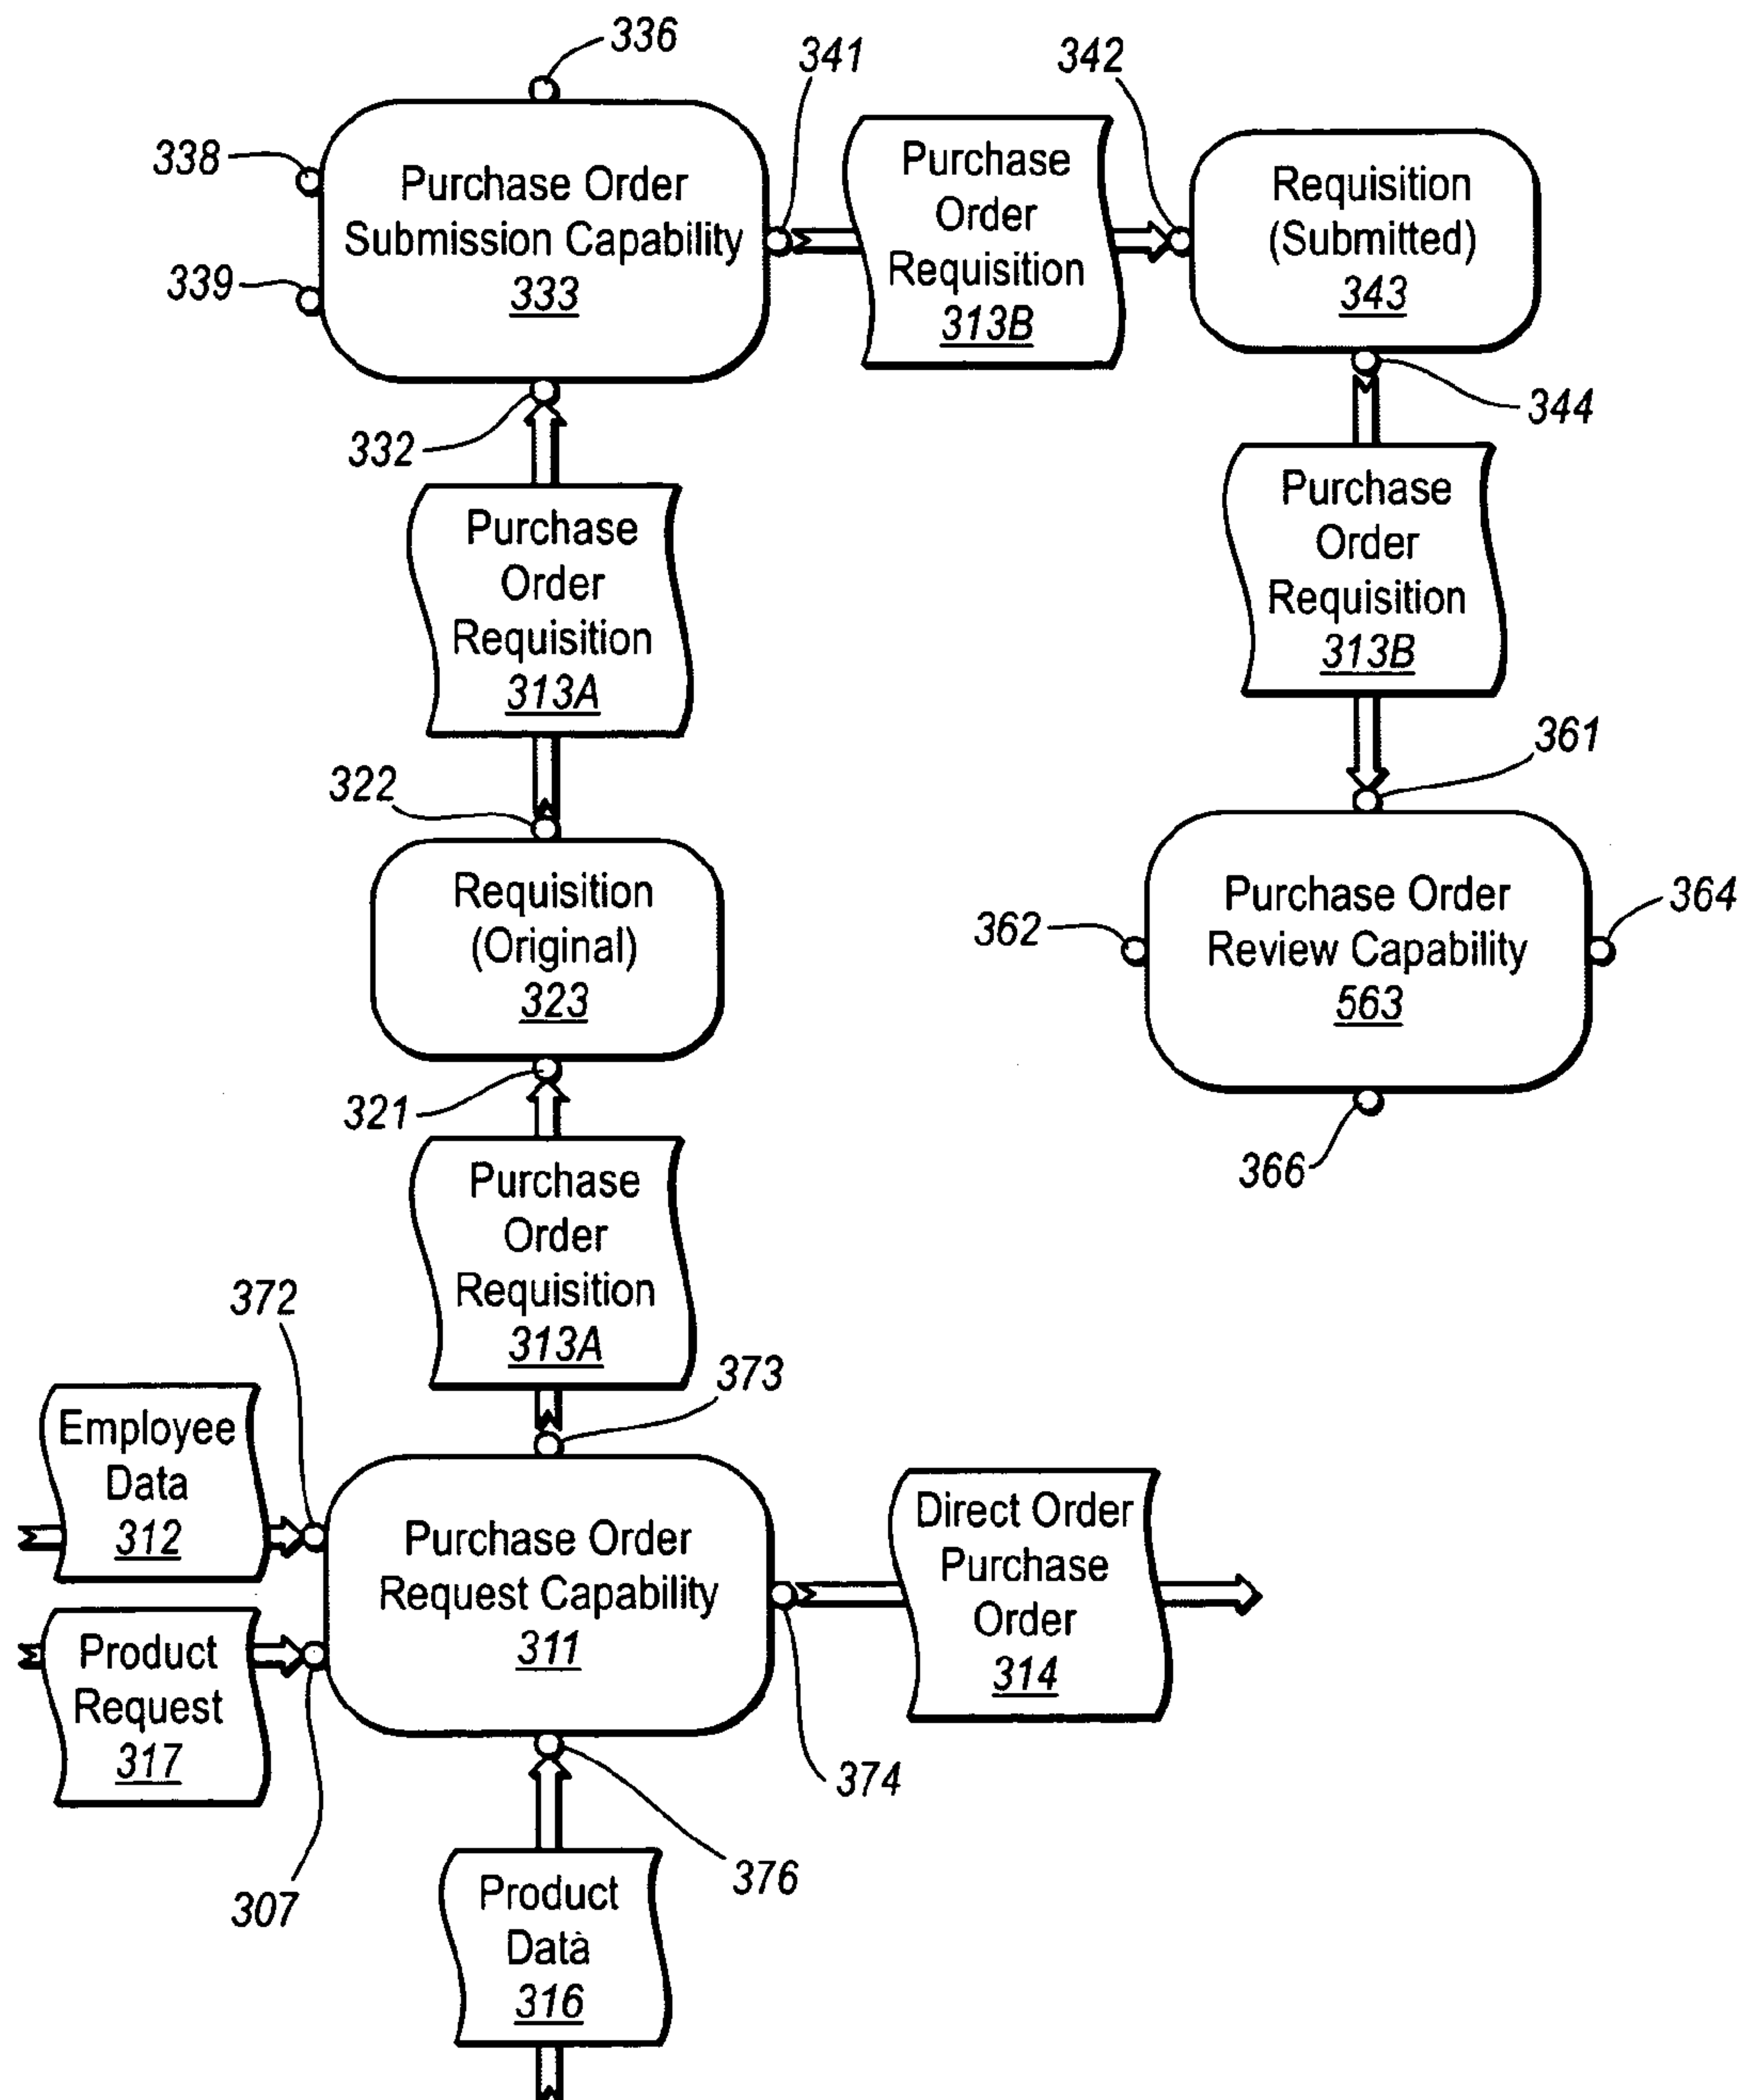 336
341
342
338
339
Purchase Order
Submission Capability
333
Purchase
Order
Requisition
313B
Requisition
(Submitted)
343
332
344
Purchase
Order
Requisition
313A
Purchase
Order
Requisition
313B
322
361
Requisition
(Original)
323
362
Purchase Order
Review Capability
563
364
321
366
Purchase
Order
Requisition
313A
372
373
Employee
Data
312
Purchase Order
Request Capability
311
Direct Order
Purchase
Order
314
Product
Request
317
374
307
376
Product
Data
316